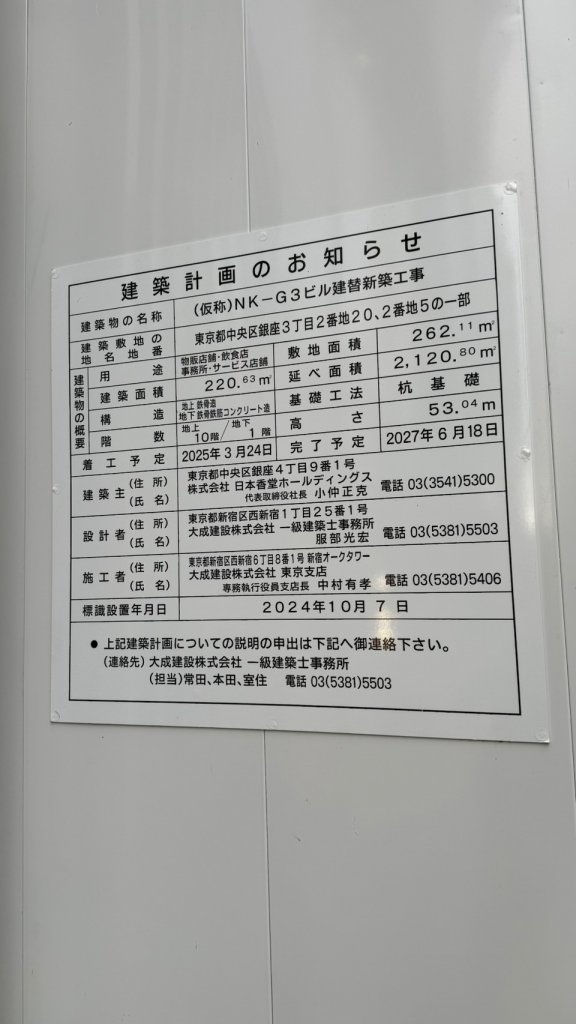 建築計画のお知らせ
建築物の名称 (仮称)NK-G3ビル建替新築工事
建築敷地の地名地番 東京都中央区銀座3丁目2番地20、2番地5の一部
建築物の概要
用途 物販店舗・飲食店 事務所・サービス店舗 敷地面積 262.11㎡
建築面積 220.63㎡ 延べ面積 2,120.80㎡
構造 地上 鉄骨造 地下 鉄骨鉄筋コンクリート造 基礎工法 杭基礎
階数 地上10階/地下1階 高さ 53.04m
着工予定 2025年3月24日 完了予定 2027年6月18日
建築主(住所)(氏名) 東京都中央区銀座4丁目9番1号
株式会社 日本香堂ホールディングス
代表取締役社長 小仲正克 電話 03(3541)5300
設計者(住所)(氏名) 東京都新宿区西新宿1丁目25番1号
大成建設株式会社 一級建築士事務所
服部光宏 電話 03(5381)5503
施工者(住所)(氏名) 東京都新宿区西新宿6丁目8番1号 新宿オークタワー
大成建設株式会社 東京支店
専務執行役員支店長 中村有孝 電話 03(5381)5406
標識設置年月日 2024年10月7日
● 上記建築計画についての説明の申出は下記へ御連絡下さい。
(連絡先) 大成建設株式会社 一級建築士事務所
(担当)常田、本田、室住 電話 03(5381)5503